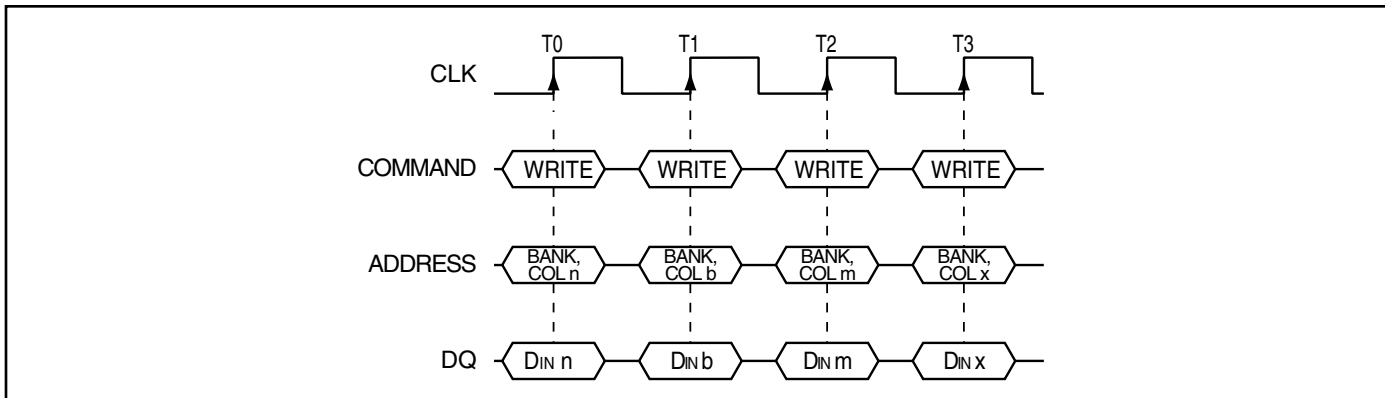 T0 T1 T2 T3
CLK
COMMAND WRITE WRITE WRITE WRITE
ADDRESS BANK, COL n BANK, COL b BANK, COL m BANK, COL x
DQ DIN n DIN b DIN m DIN x